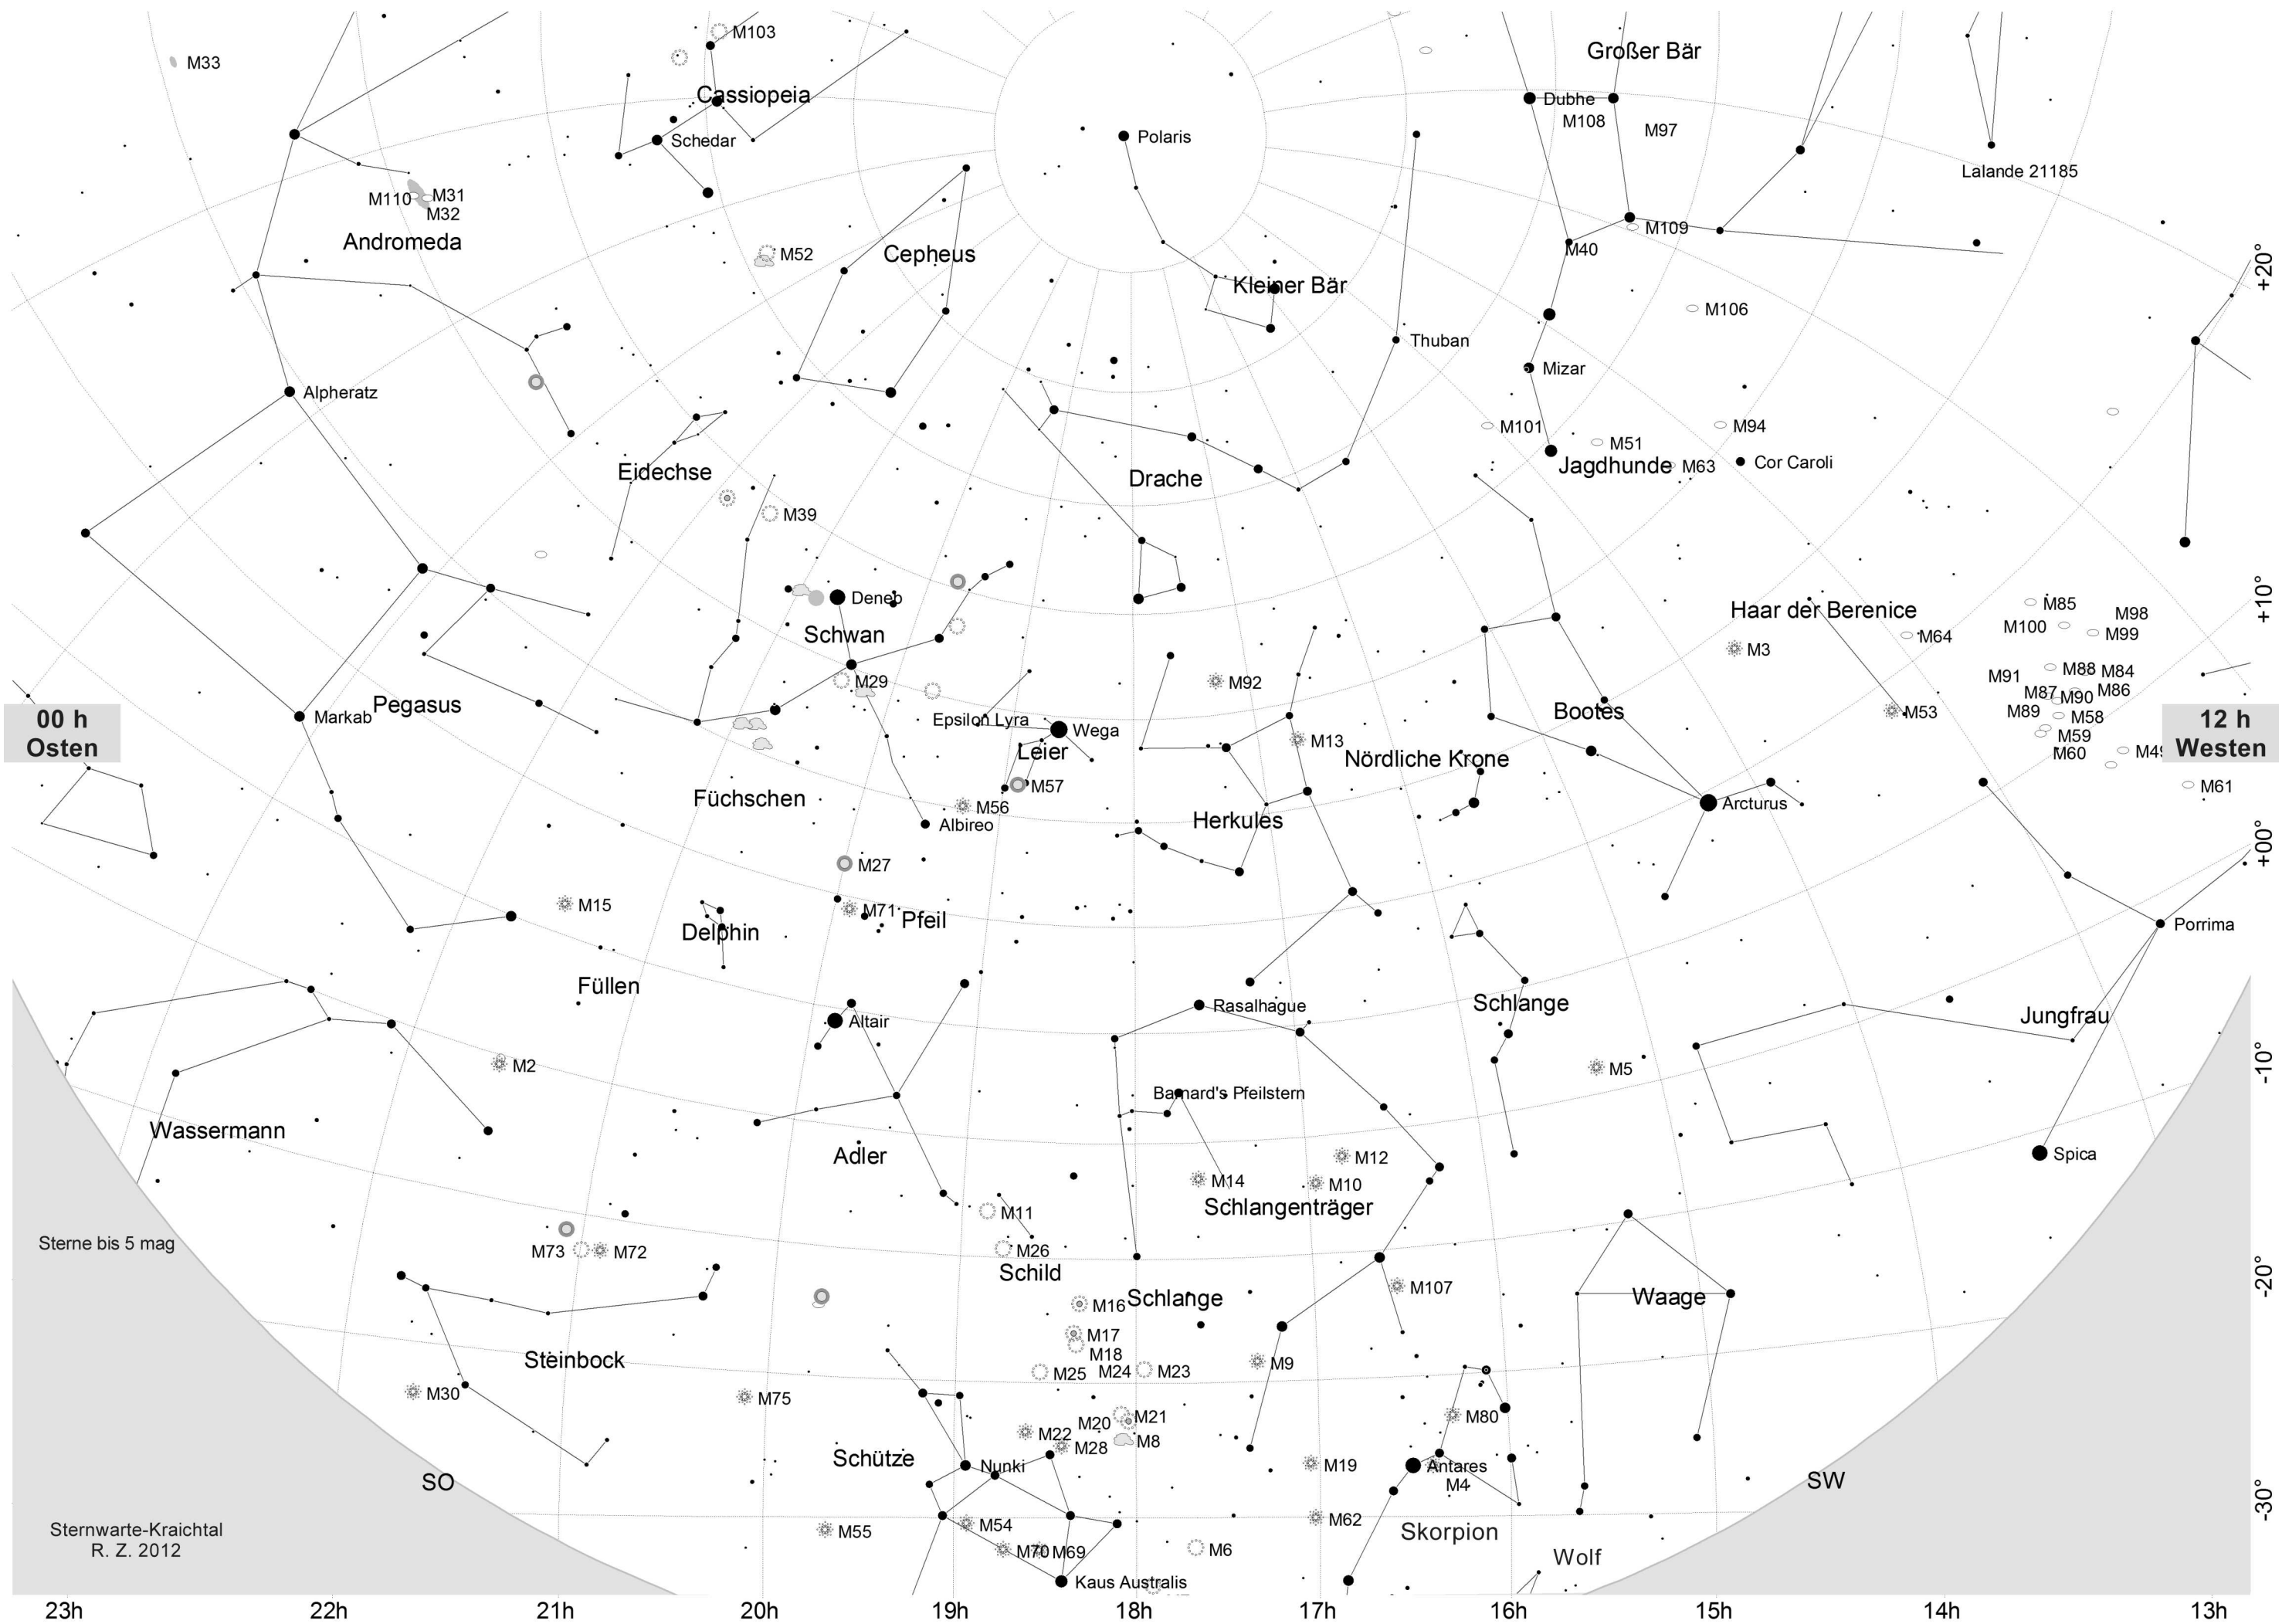 M103
Großer Bär
M33
Cassiopeia
Dubhe
M108
M97
Schedar
Polaris
Lalande 21185
M110
M31
M32
M109
Andromeda
M40
M52
Cepheus
+20°
Kleiner Bär
M106
Thuban
Mizar
Alpheratz
M101
M94
M51
Eidechse
Drache
Jagdhunde
M63
Cor Caroli
M39
Deneb
Haar der Berenice
M85
M98
+10°
Schwan
M100
M99
M64
M3
M29
M92
M88
M84
M91
M86
M87
M90
Pegasus
Markab
Epsilon Lyra
Wega
Bootes
M53
M89
M58
00 h
Osten
12 h
Westen
Leier
M13
Nördliche Krone
M59
M60
M49
M57
M61
Füchschen
M56
Albireo
Herkules
Arcturus
+00°
M27
M15
M71
Pfeil
Delphin
Porrima
Füllen
Rasalhague
Schlange
Altair
Jungfrau
M2
M5
-10°
Barnard's Pfeilstern
Wassermann
Adler
M12
Spica
M14
M10
Schlangenträger
M11
Sterne bis 5 mag
M73
M72
M26
Schild
M107
-20°
M16
Schlange
Waage
M17
M18
Steinbock
M25
M24
M23
M9
M30
M75
M20
M21
M80
M22
M8
M28
Schütze
Nunki
M19
Antares
M4
SO
SW
-30°
Sternwarte-Kraichtal
R. Z. 2012
M55
M54
M62
Skorpion
M70
M69
M6
Wolf
Kaus Australis
23h
22h
21h
20h
19h
18h
17h
16h
15h
14h
13h